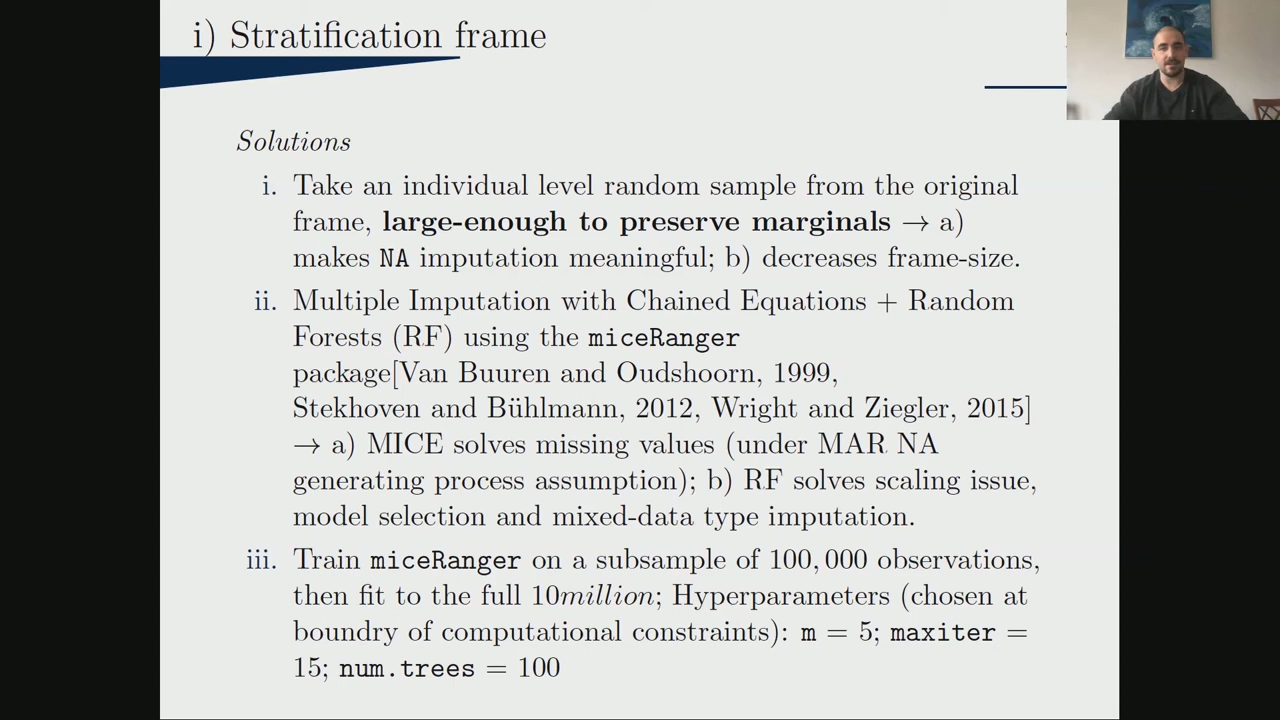 i) Stratification frame
Solutions
i. Take an individual level random sample from the original
frame, large-enough to preserve marginals → a)
makes NA imputation meaningful; b) decreases frame-size.
ii. Multiple Imputation with Chained Equations + Random
Forests (RF) using the miceRanger
package[Van Buuren and Oudshoorn, 1999,
Stekhoven and Bühlmann, 2012, Wright and Ziegler, 2015]
→ a) MICE solves missing values (under MAR NA
generating process assumption); b) RF solves scaling issue,
model selection and mixed-data type imputation.
iii. Train miceRanger on a subsample of 100,000 observations,
then fit to the full 10million; Hyperparameters (chosen at
boundry of computational constraints): m = 5; maxiter =
15; num.trees = 100